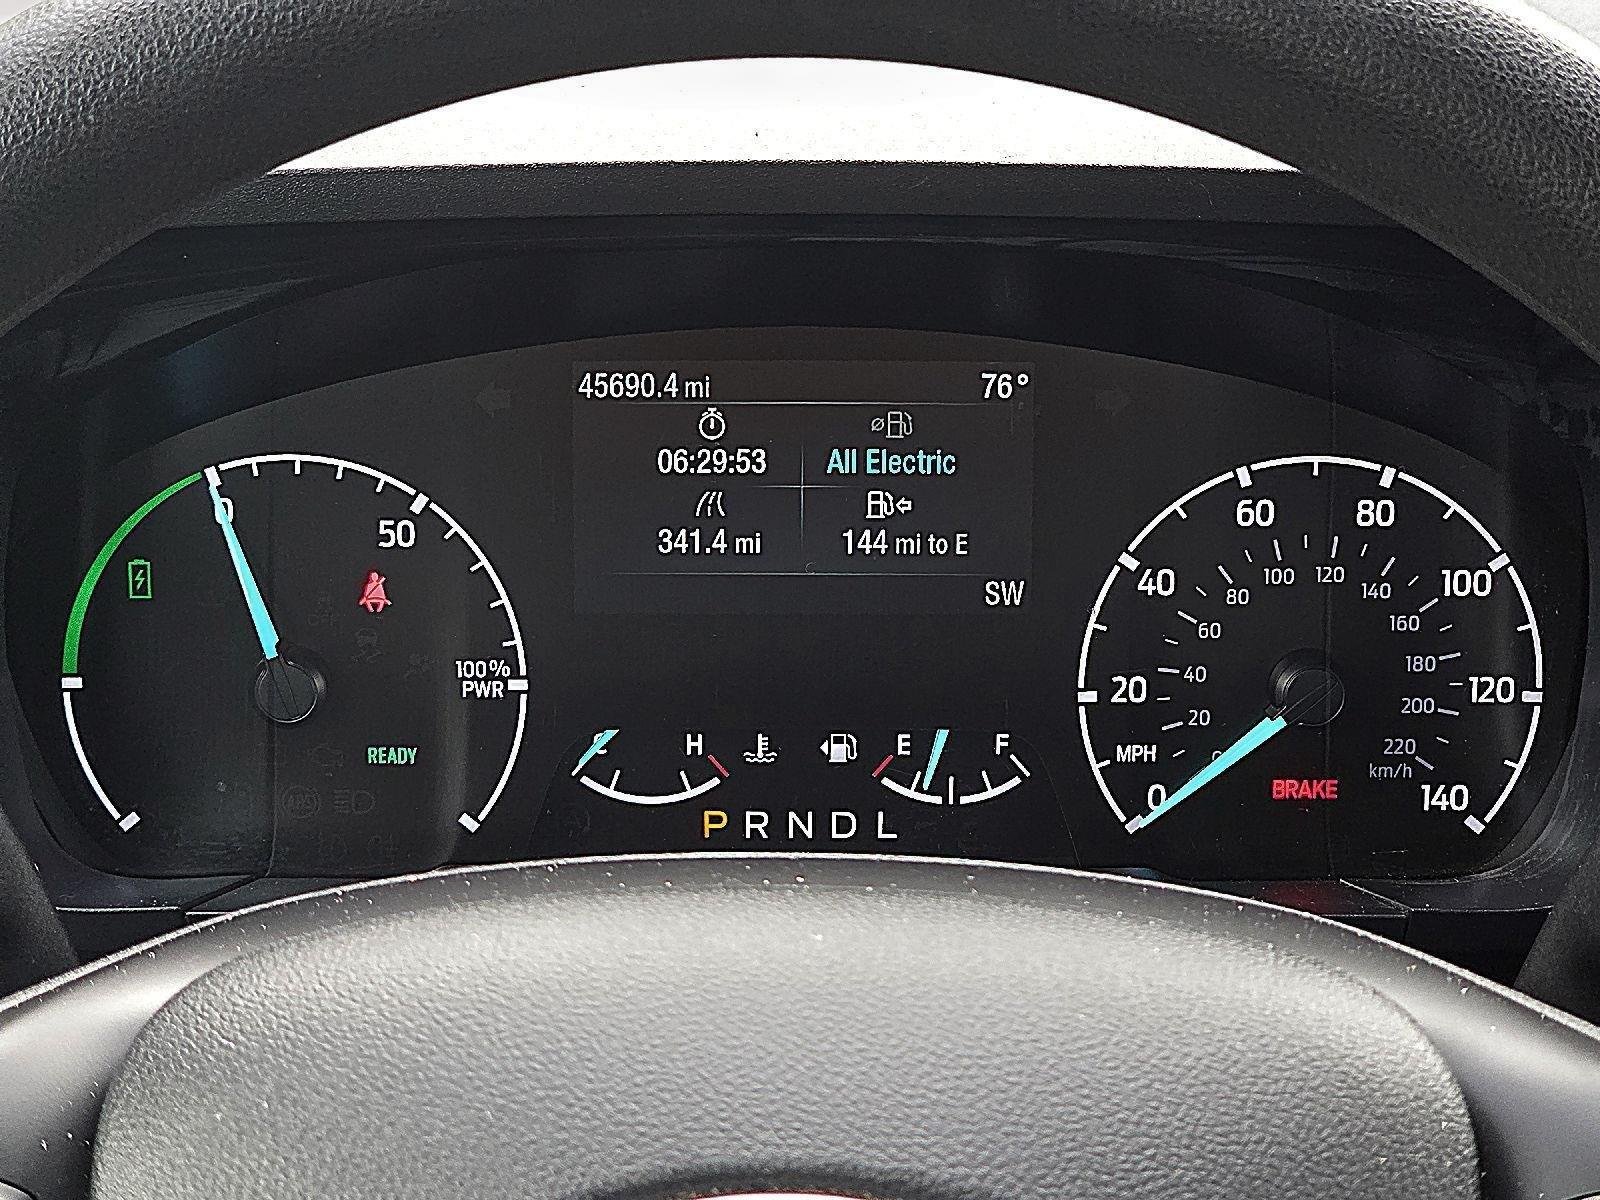 45690.4 mi 76°
06:29:53 All Electric
341.4 mi 144 mi to E
SW
0
50
100%
PWR
READY
C H
E F
P R N D L
0 20 40 60 80 100 120 140
MPH
20 40 60 80 100 120 140 160 180 200 220
km/h
BRAKE